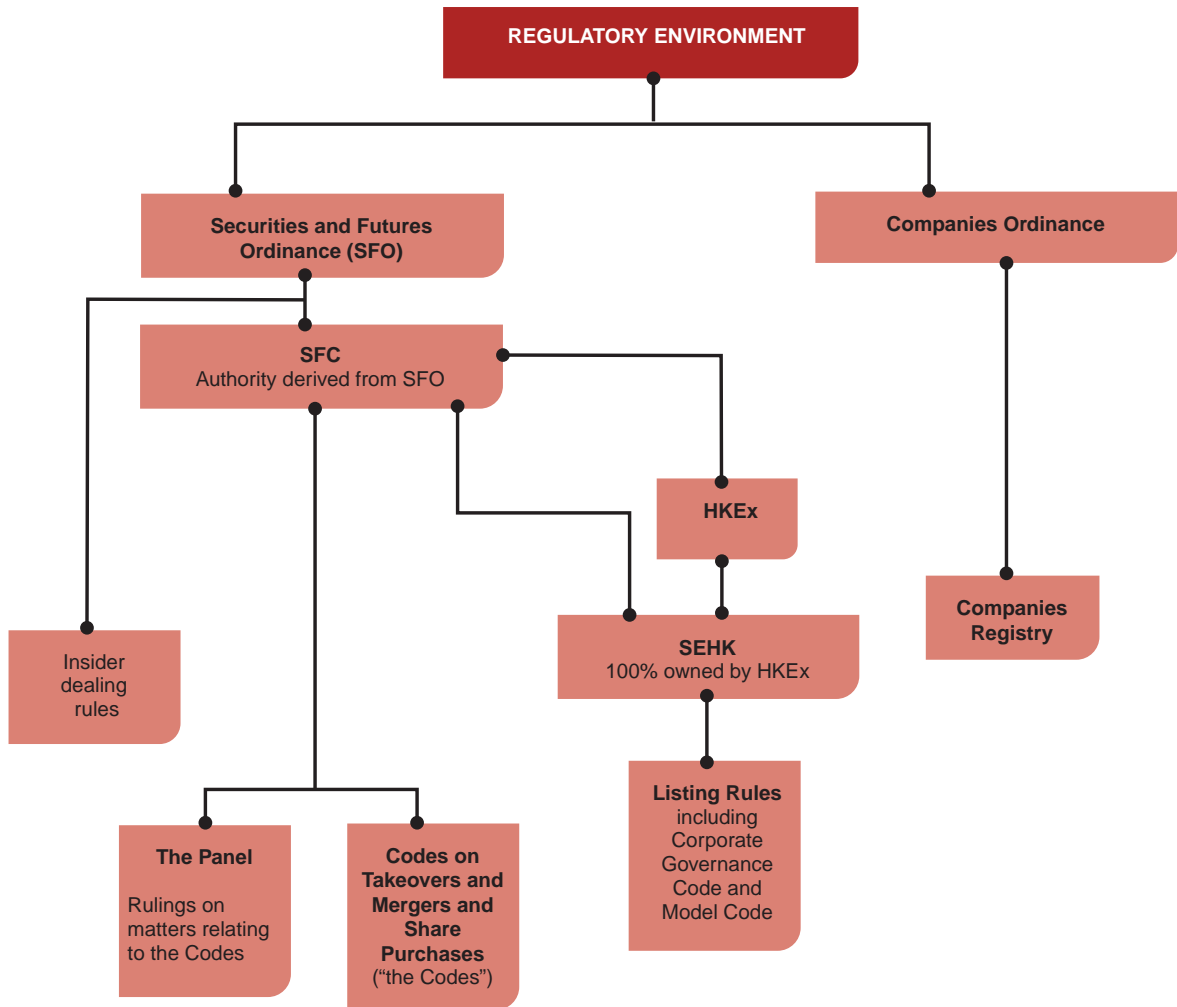 REGULATORY ENVIRONMENT
Securities and Futures
Ordinance (SFO)
Companies Ordinance
SFC
Authority derived from SFO
HKEx
Companies
Registry
SEHK
100% owned by HKEx
Insider
dealing
rules
Listing Rules
including
Corporate
Governance
Code and
Model Code
The Panel
Rulings on
matters relating
to the Codes
Codes on
Takeovers and
Mergers and
Share
Purchases
(“the Codes”)